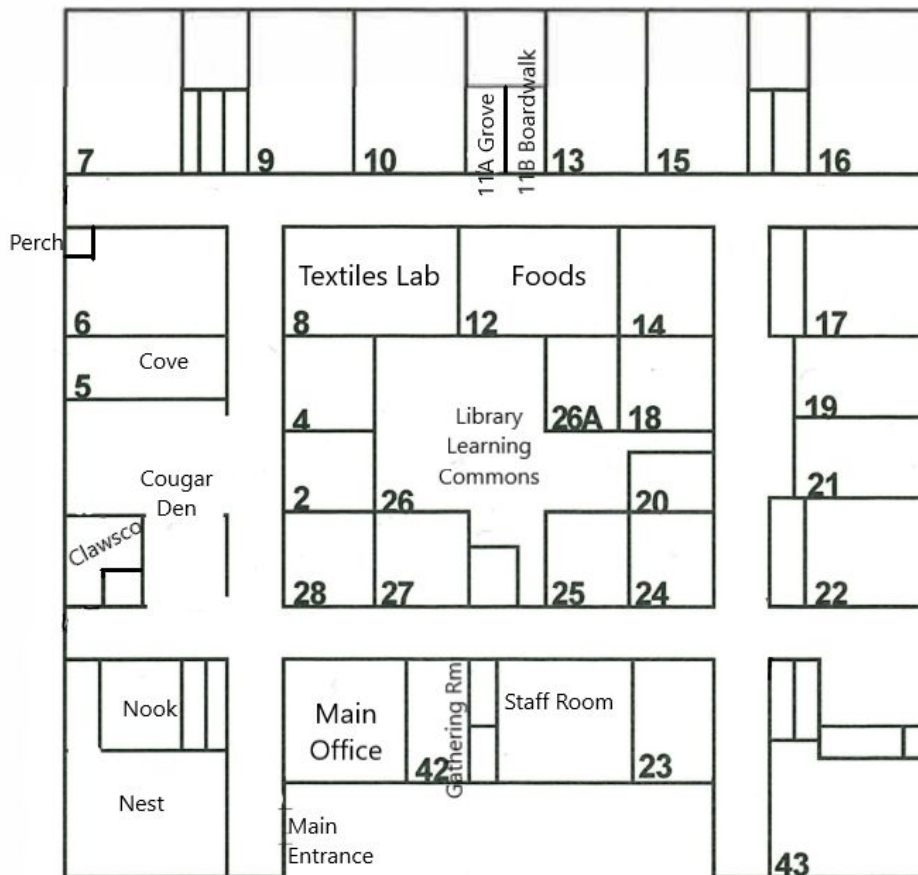 7
9
10
11A Grove
11B Boardwalk
13
15
16
Perch
Textiles Lab
Foods
6
8
12
14
17
Cove
5
4
Library
Learning
Commons
26A
18
19
Cougar
Den
2
26
20
21
Clawsco
28
27
25
24
22
Nook
Main
Office
42
Gathering Rm
Staff Room
23
Nest
Main
Entrance
43